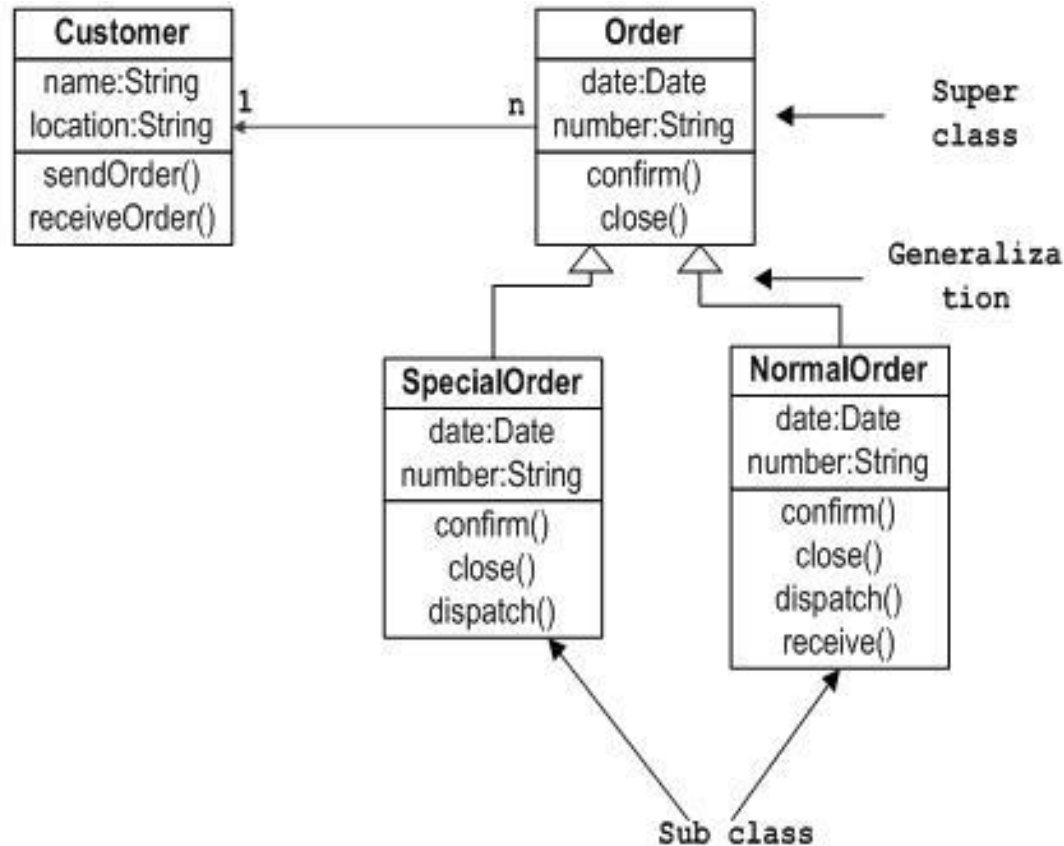 Customer
name:String
location:String
sendOrder()
receiveOrder()
1
n
Order
date:Date
number:String
confirm()
close()
Super
class
Generaliza
tion
SpecialOrder
date:Date
number:String
confirm()
close()
dispatch()
NormalOrder
date:Date
number:String
confirm()
close()
dispatch()
receive()
Sub class